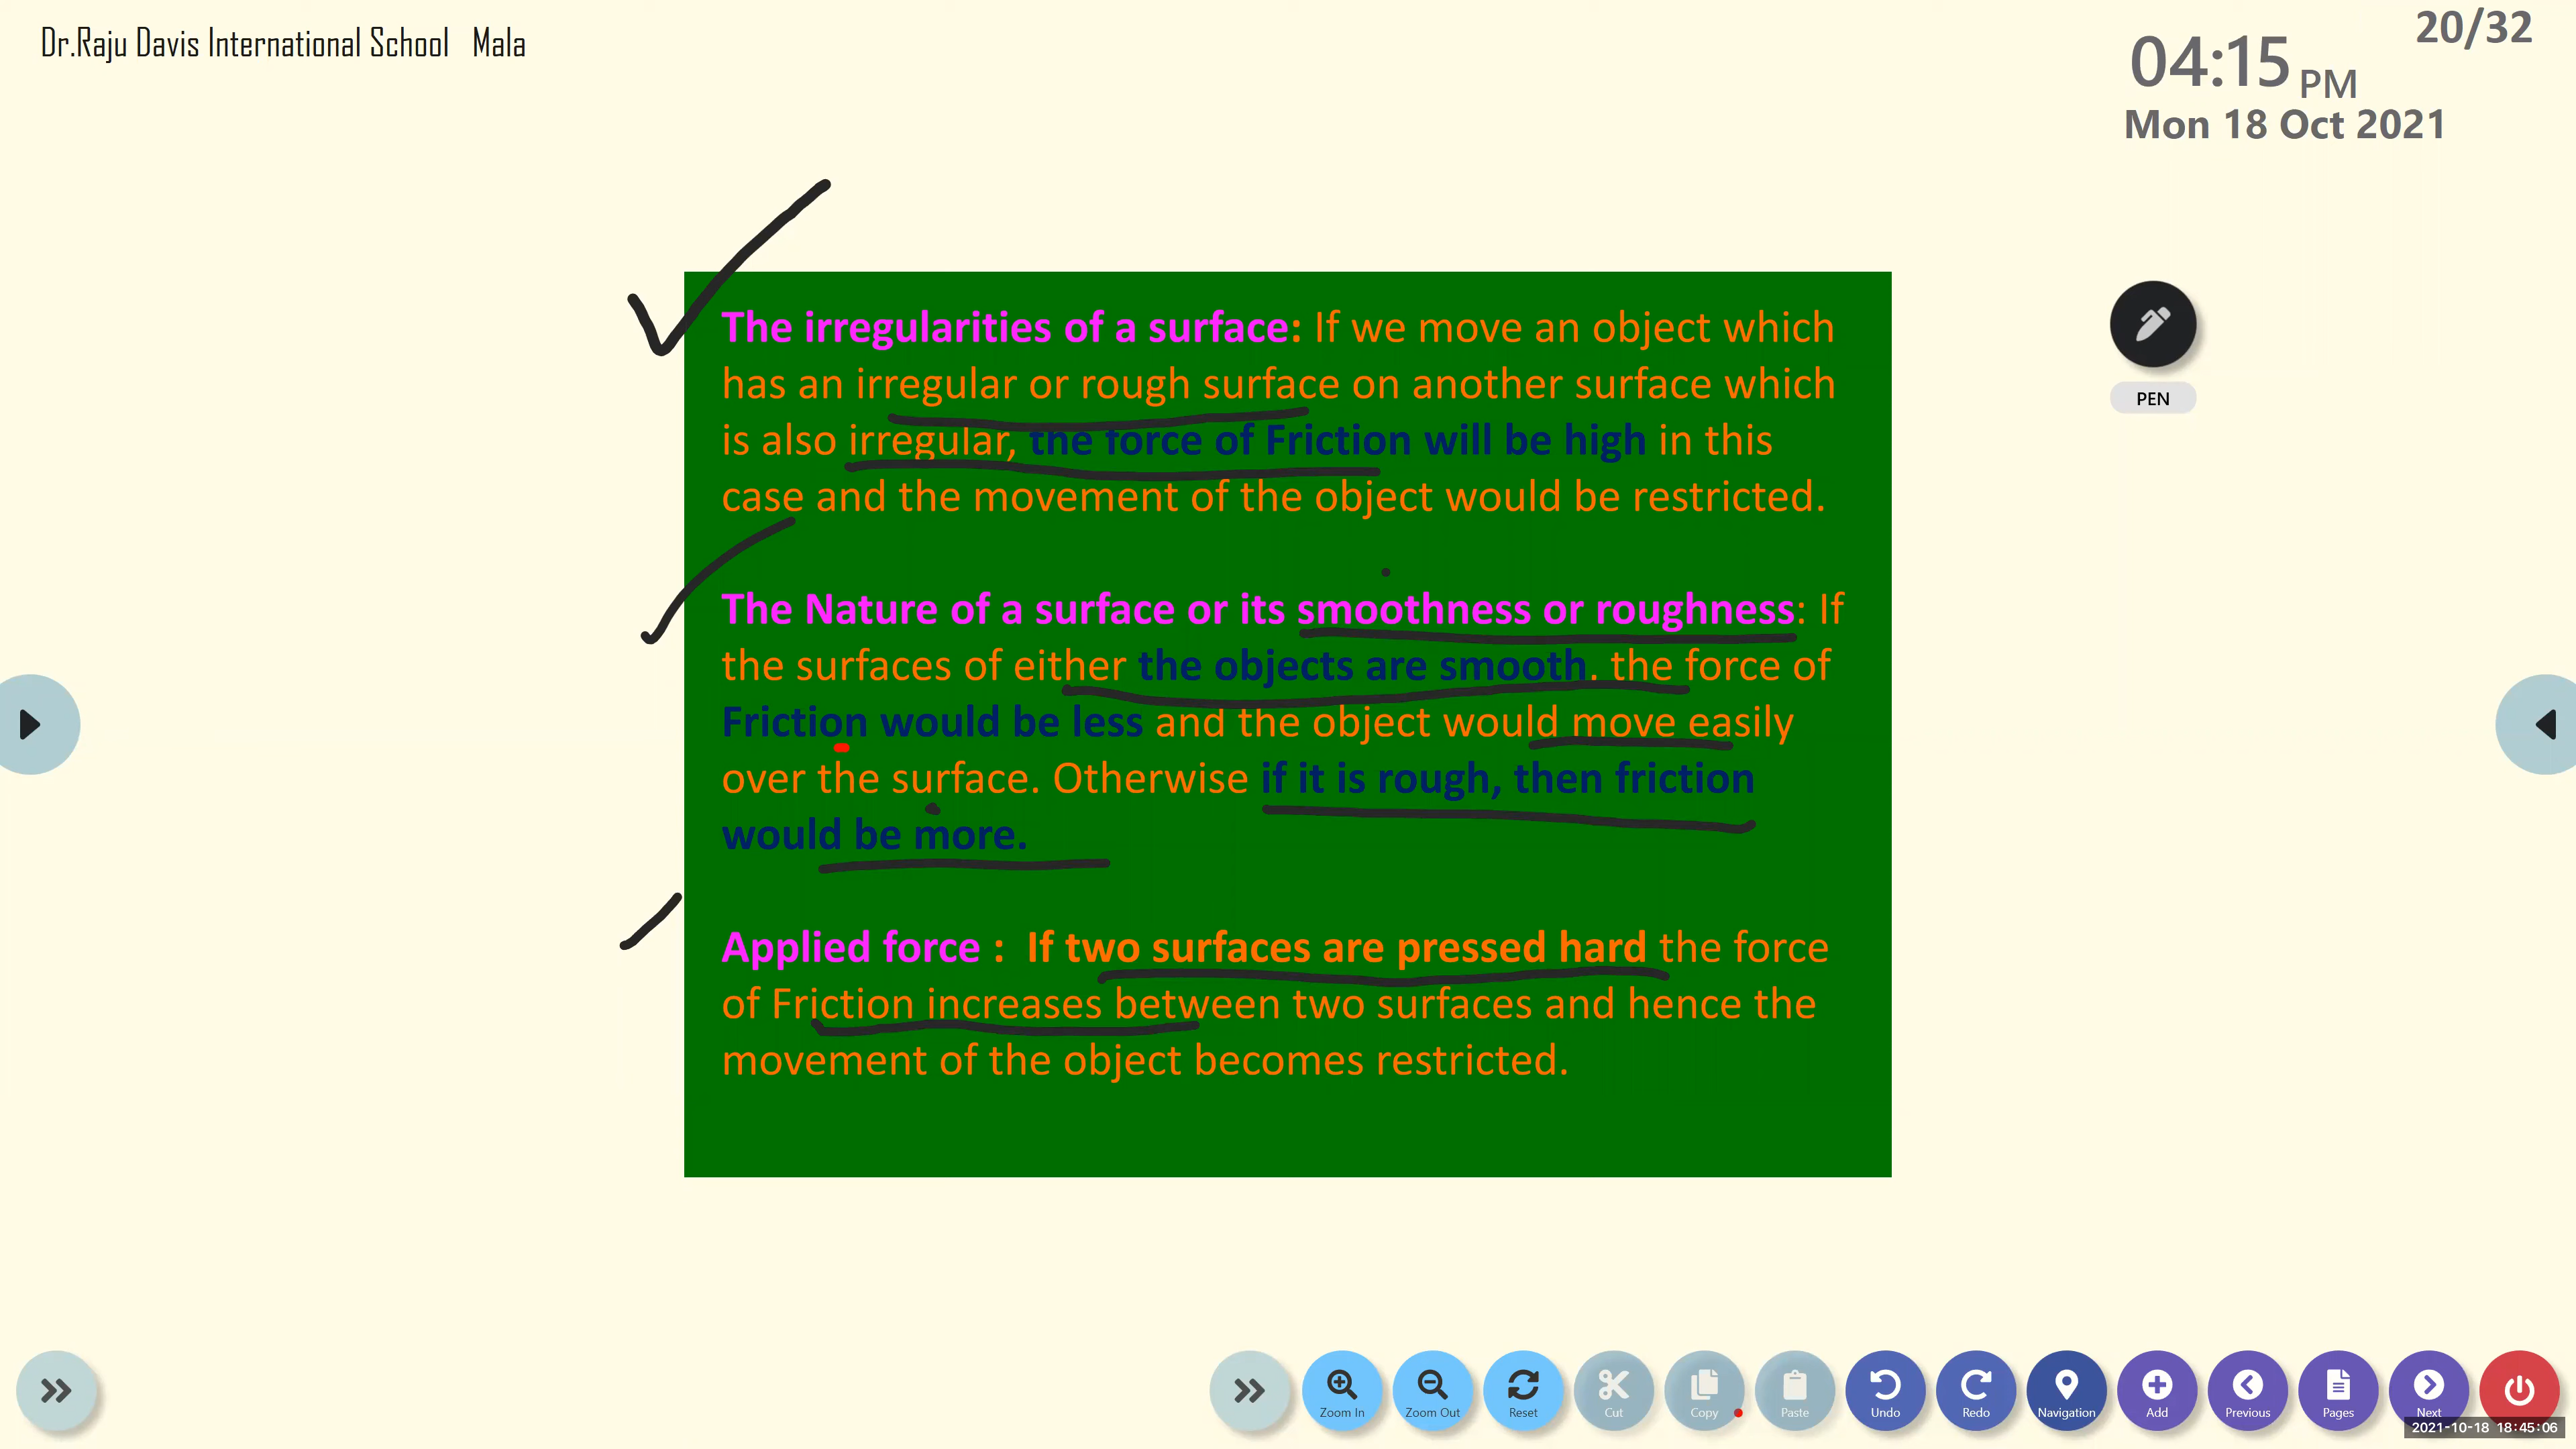 Dr.Raju Davis International School Mala
20/32
04:15 PM
Mon 18 Oct 2021
PEN
The irregularities of a surface: If we move an object which
has an irregular or rough surface on another surface which
is also irregular, the force of Friction will be high in this
case and the movement of the object would be restricted.
The Nature of a surface or its smoothness or roughness: If
the surfaces of either the objects are smooth, the force of
Friction would be less and the object would move easily
over the surface. Otherwise if it is rough, then friction
would be more.
Applied force : If two surfaces are pressed hard the force
of Friction increases between two surfaces and hence the
movement of the object becomes restricted.
Zoom In Zoom Out Reset Cut Copy Paste Undo Redo Navigation Add Previous Pages Next
2021-10-18 18:45:06